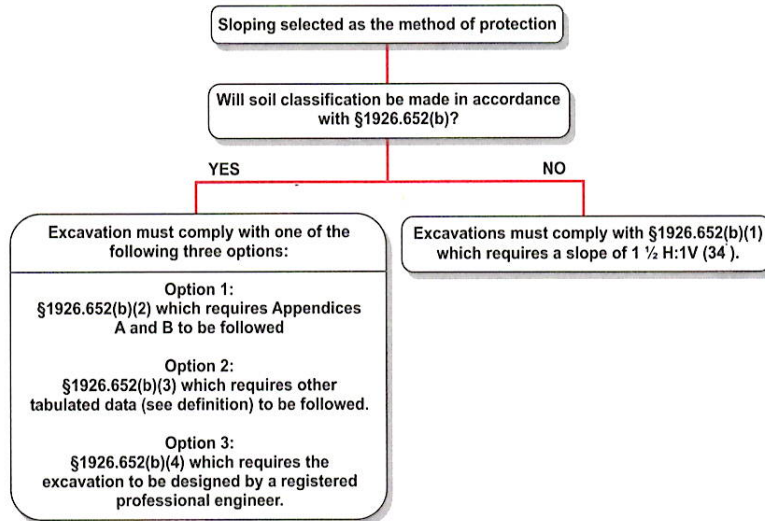 Sloping selected as the method of protection
Will soil classification be made in accordance
with §1926.652(b)?
YES
NO
Excavation must comply with one of the
following three options:
Option 1:
§1926.652(b)(2) which requires Appendices
A and B to be followed
Option 2:
§1926.652(b)(3) which requires other
tabulated data (see definition) to be followed.
Option 3:
§1926.652(b)(4) which requires the
excavation to be designed by a registered
professional engineer.
Excavations must comply with §1926.652(b)(1)
which requires a slope of 1 ½ H:1V (34°).